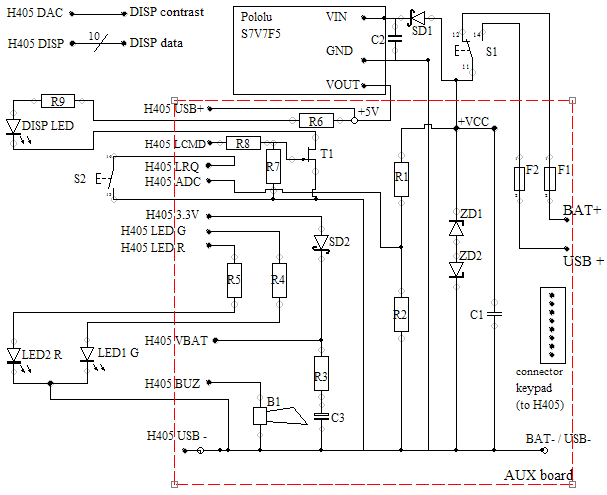 H405 DAC
DISP contrast
H405 DISP
10
DISP data
Pololu
S7V7F5
VIN
GND
VOUT
C2
SD1
12
14
11
S1
R9
DISP LED
H405 USB+
R6
+5V
+VCC
H405 LCMD
R8
T1
S2
H405 LRQ
H405 ADC
R7
R1
F2
F1
BAT+
USB +
H405 3.3V
H405 LED G
H405 LED R
SD2
ZD1
ZD2
R5
R4
R2
C1
LED2 R
LED1 G
H405 VBAT
R3
connector
keypad
(to H405)
H405 BUZ
B1
C3
H405 USB -
BAT- / USB-
AUX board